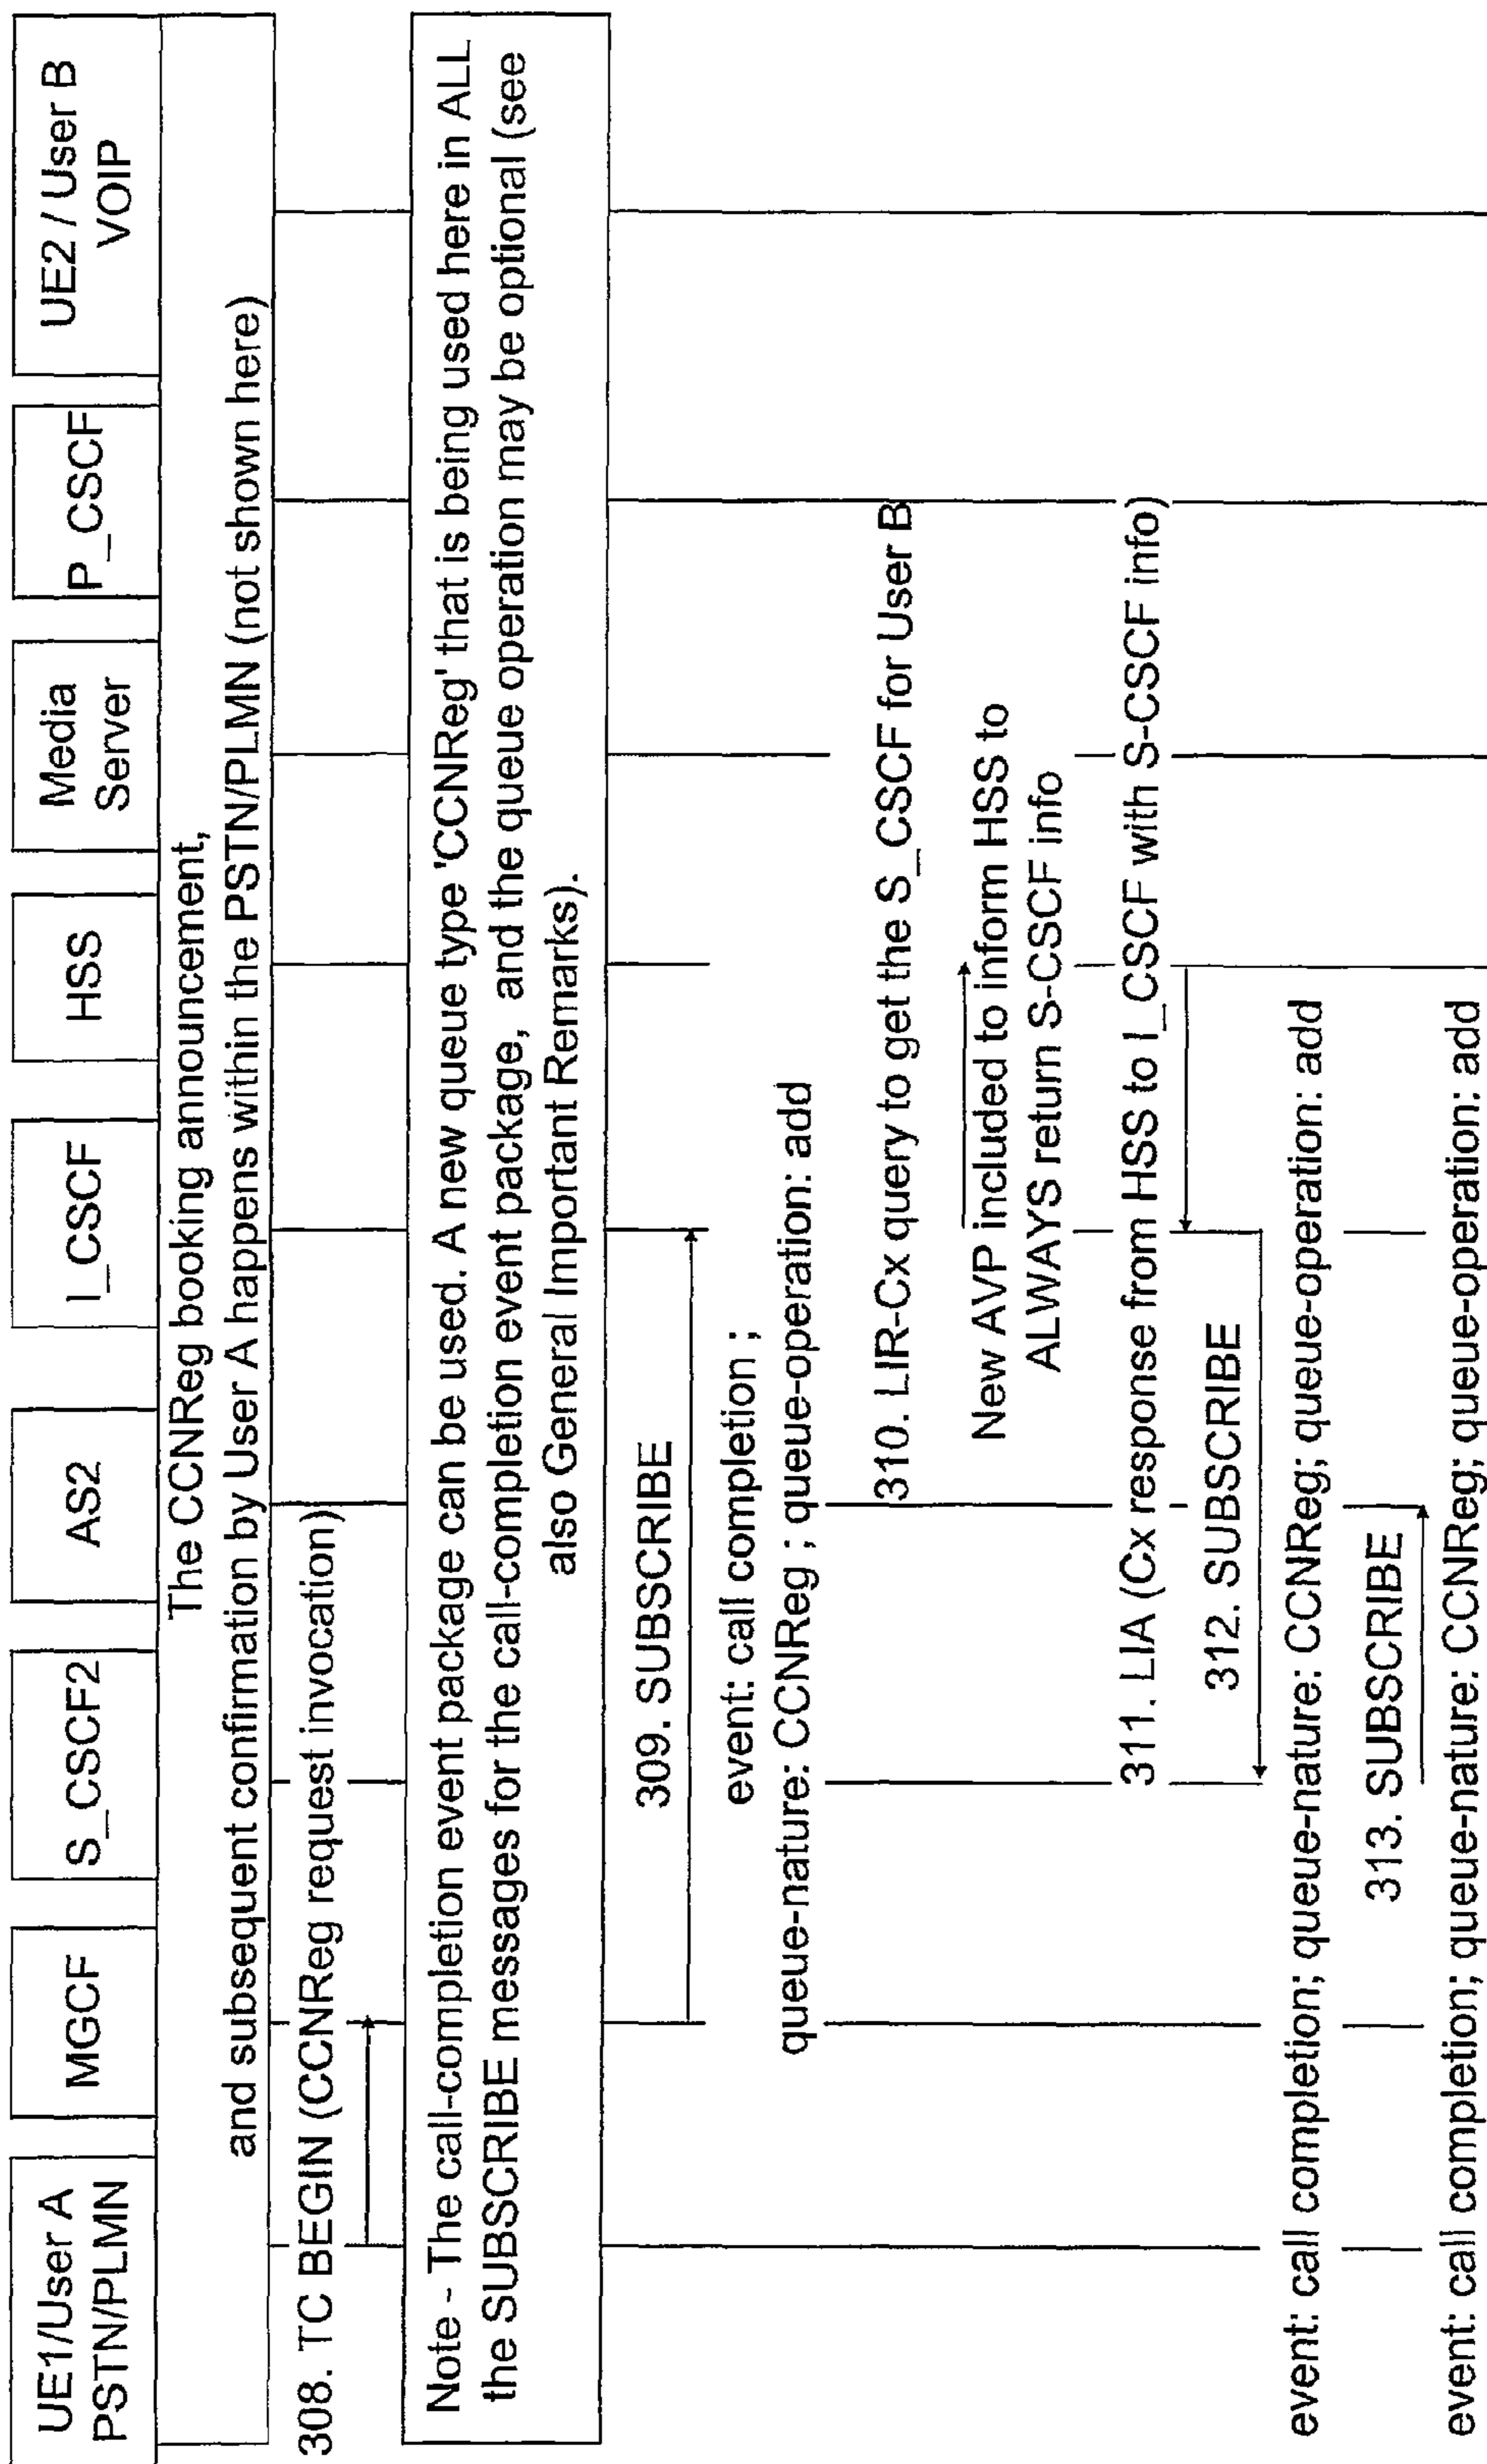 UE1/User A
PSTN/PLMN
MGCF
S_CSCF2
AS2
I_CSCF
HSS
Media
Server
P_CSCF
UE2 / User B
VOIP
The CCNReg booking announcement,
and subsequent confirmation by User A happens within the PSTN/PLMN (not shown here)
308. TC BEGIN (CCNReg request invocation)
Note - The call-completion event package can be used. A new queue type 'CCNReg' that is being used here in ALL
the SUBSCRIBE messages for the call-completion event package, and the queue operation may be optional (see
also General Important Remarks).
309. SUBSCRIBE
event: call completion ;
queue-nature: CCNReg ; queue-operation: add
310. LIR-Cx query to get the S_CSCF for User B
New AVP included to inform HSS to
ALWAYS return S-CSCF info
311. LIA (Cx response from HSS to I_CSCF with S-CSCF info)
312. SUBSCRIBE
event: call completion; queue-nature: CCNReg; queue-operation: add
313. SUBSCRIBE
event: call completion; queue-nature: CCNReg; queue-operation: add